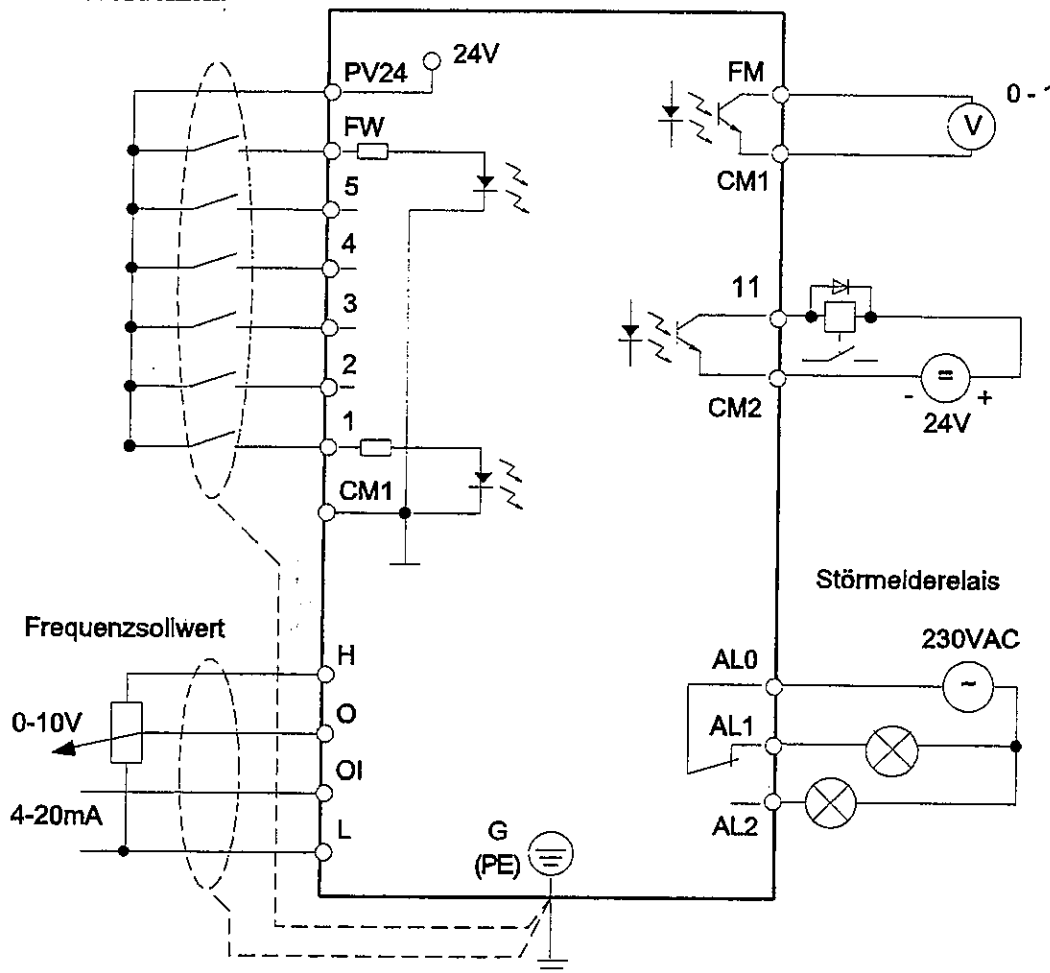 PV24
24V
FW
5
4
3
2
1
CM1
FM
0 -
V
CM1
11
CM2
=
- +
24V
Störmelderelais
230VAC
Frequenzsollwert
H
0-10V
O
OI
4-20mA
L
G
(PE)
AL0
~
AL1
AL2